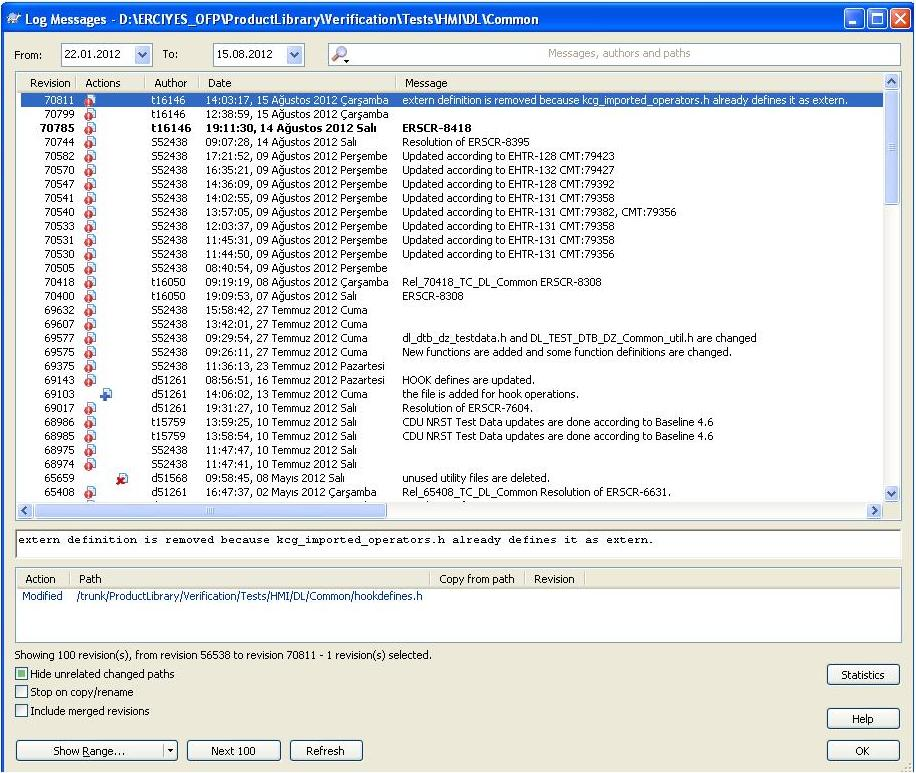 Log Messages - D:\ERCIYES_OFP\ProductLibrary\Verification\Tests\HMI\DL\Common
From: 22.01.2012 To: 15.08.2012 Messages, authors and paths
Revision Actions Author Date Message
70811 t16146 14:03:17, 15 Ağustos 2012 Çarşamba extern definition is removed because kcg_imported_operators.h already defines it as extern.
70799 t16146 12:38:59, 15 Ağustos 2012 Çarşamba
70785 t16146 19:11:30, 14 Ağustos 2012 Salı ERSCR-8418
70744 S52438 09:07:28, 14 Ağustos 2012 Salı Resolution of ERSCR-8395
70582 S52438 17:21:52, 09 Ağustos 2012 Perşembe Updated according to EHTR-128 CMT:79423
70570 S52438 16:35:21, 09 Ağustos 2012 Perşembe Updated according to EHTR-132 CMT:79427
70547 S52438 14:36:09, 09 Ağustos 2012 Perşembe Updated according to EHTR-128 CMT:79392
70541 S52438 14:02:55, 09 Ağustos 2012 Perşembe Updated according to EHTR-131 CMT:79358
70540 S52438 13:57:05, 09 Ağustos 2012 Perşembe Updated according to EHTR-131 CMT:79382, CMT:79356
70533 S52438 12:03:37, 09 Ağustos 2012 Perşembe Updated according to EHTR-131 CMT:79358
70531 S52438 11:45:31, 09 Ağustos 2012 Perşembe Updated according to EHTR-131 CMT:79358
70530 S52438 11:44:50, 09 Ağustos 2012 Perşembe Updated according to EHTR-131 CMT:79356
70505 S52438 08:40:54, 09 Ağustos 2012 Perşembe
70418 t16050 09:19:19, 08 Ağustos 2012 Çarşamba Rel_70418_TC_DL_Common ERSCR-8308
70400 t16050 19:09:53, 07 Ağustos 2012 Salı ERSCR-8308
69632 S52438 15:58:42, 27 Temmuz 2012 Cuma
69607 S52438 13:42:01, 27 Temmuz 2012 Cuma
69577 S52438 09:29:54, 27 Temmuz 2012 Cuma dl_dtb_dz_testdata.h and DL_TEST_DTB_DZ_Common_util.h are changed
69575 S52438 09:26:11, 27 Temmuz 2012 Cuma New functions are added and some function definitions are changed.
69375 S52438 11:36:13, 23 Temmuz 2012 Pazartesi
69143 d51261 08:56:51, 16 Temmuz 2012 Pazartesi HOOK defines are updated.
69103 d51261 14:06:02, 13 Temmuz 2012 Cuma the file is added for hook operations.
69017 d51261 19:31:27, 10 Temmuz 2012 Salı Resolution of ERSCR-7604.
68986 t15759 13:59:25, 10 Temmuz 2012 Salı CDU NRST Test Data updates are done according to Baseline 4.6
68985 t15759 13:58:54, 10 Temmuz 2012 Salı CDU NRST Test Data updates are done according to Baseline 4.6
68975 S52438 11:47:47, 10 Temmuz 2012 Salı
68974 S52438 11:47:41, 10 Temmuz 2012 Salı
65659 d51568 09:58:45, 08 Mayıs 2012 Salı unused utility files are deleted.
65408 d51261 16:47:37, 02 Mayıs 2012 Çarşamba Rel_65408_TC_DL_Common Resolution of ERSCR-6631.
extern definition is removed because kcg_imported_operators.h already defines it as extern.
Action Path Copy from path Revision
Modified /trunk/ProductLibrary/Verification/Tests/HMI/DL/Common/hookdefines.h
Showing 100 revision(s), from revision 56538 to revision 70811 - 1 revision(s) selected.
Hide unrelated changed paths
Statistics
Stop on copy/rename
Include merged revisions
Help
Show Range... Next 100 Refresh OK